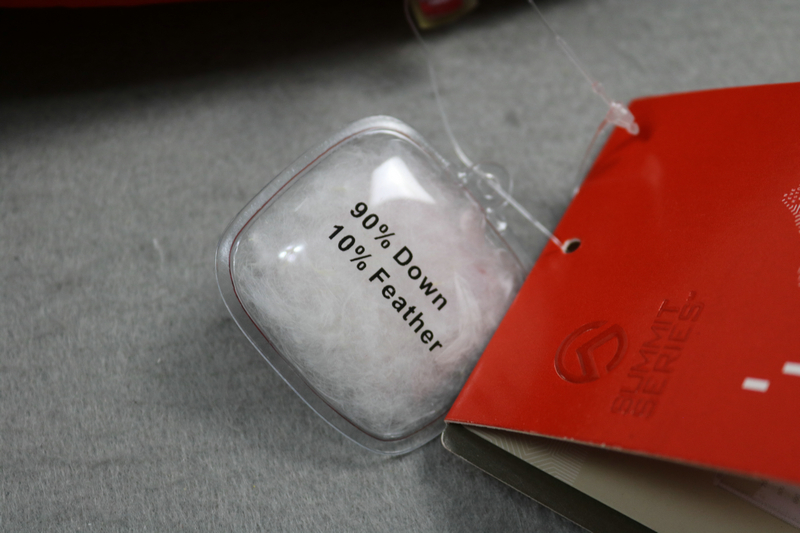 90% Down
10% Feather
SUMMIT
SERIES